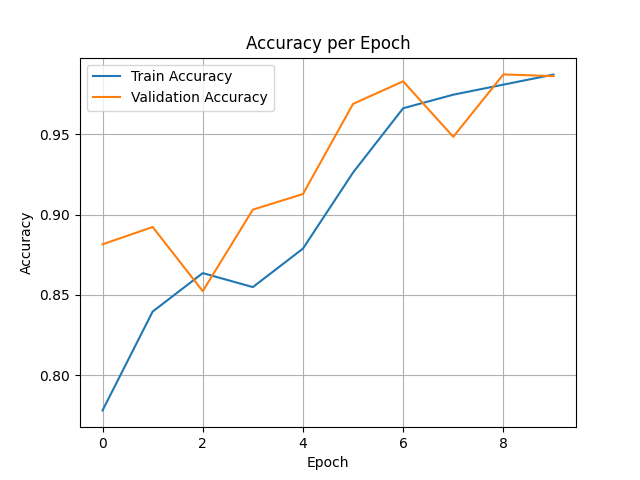 Accuracy per Epoch
Train Accuracy
Validation Accuracy
0.95
0.90
0.85
0.80
Accuracy
0 2 4 6 8
Epoch